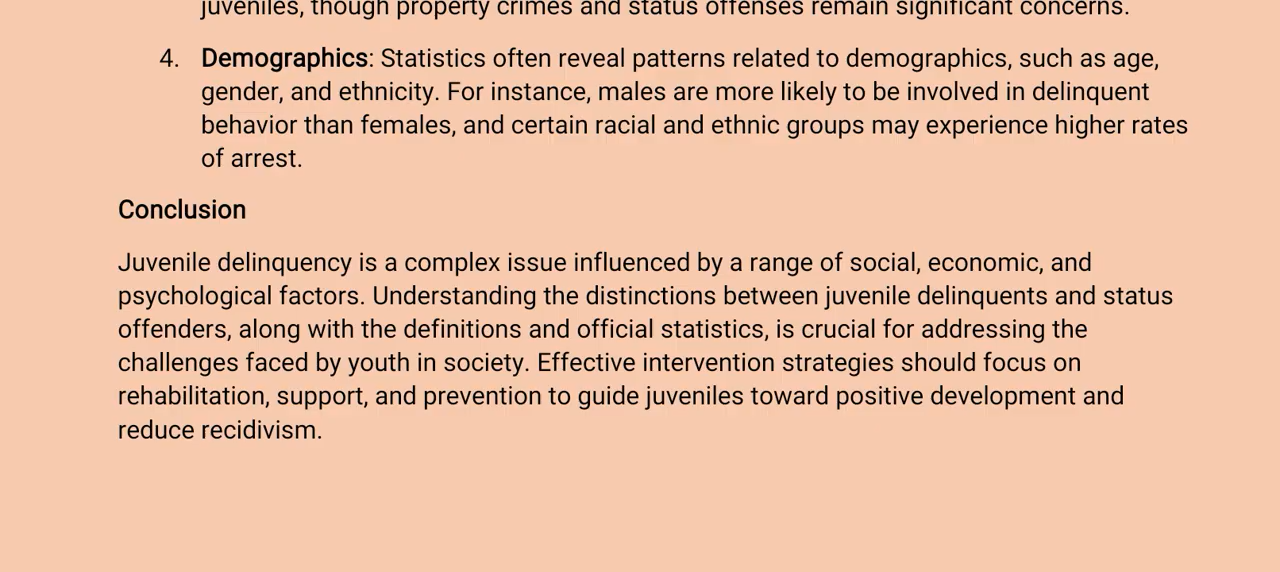 juveniles, though property crimes and status offenses remain significant concerns.
4. Demographics: Statistics often reveal patterns related to demographics, such as age,
gender, and ethnicity. For instance, males are more likely to be involved in delinquent
behavior than females, and certain racial and ethnic groups may experience higher rates
of arrest.
Conclusion
Juvenile delinquency is a complex issue influenced by a range of social, economic, and
psychological factors. Understanding the distinctions between juvenile delinquents and status
offenders, along with the definitions and official statistics, is crucial for addressing the
challenges faced by youth in society. Effective intervention strategies should focus on
rehabilitation, support, and prevention to guide juveniles toward positive development and
reduce recidivism.